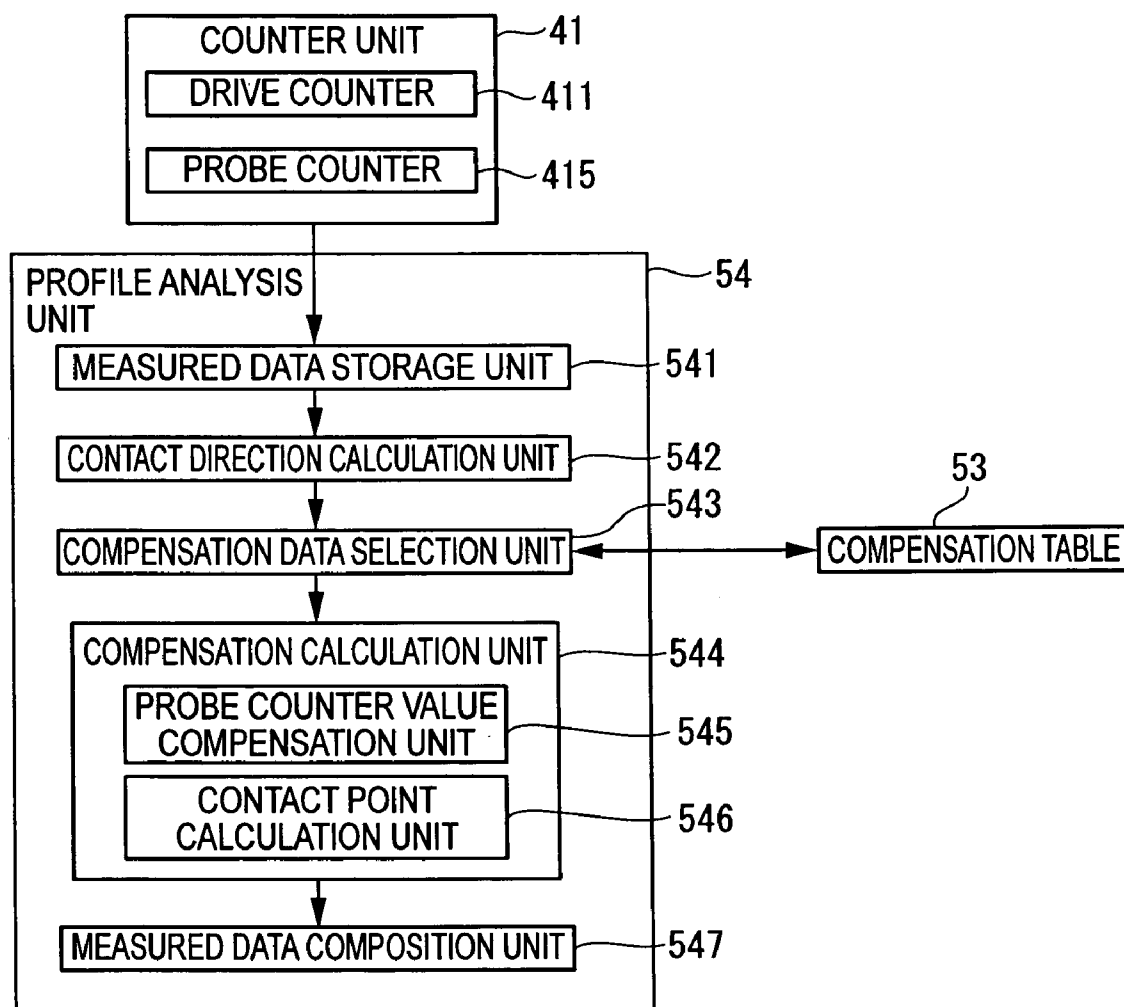 COUNTER UNIT
41
DRIVE COUNTER
411
PROBE COUNTER
415
PROFILE ANALYSIS
UNIT
54
MEASURED DATA STORAGE UNIT
541
CONTACT DIRECTION CALCULATION UNIT
542
COMPENSATION DATA SELECTION UNIT
543
53
COMPENSATION TABLE
COMPENSATION CALCULATION UNIT
544
PROBE COUNTER VALUE
COMPENSATION UNIT
545
CONTACT POINT
CALCULATION UNIT
546
MEASURED DATA COMPOSITION UNIT
547